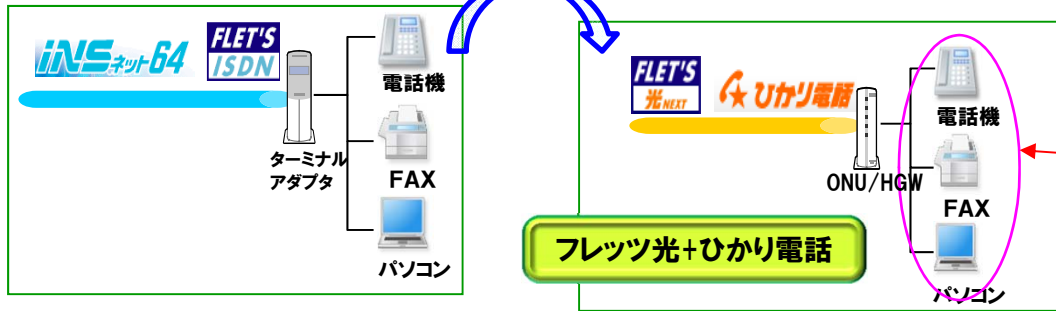 INSネット64
FLET'S
ISDN
電話機
ターミナル
アダプタ
FAX
パソコン
FLET'S
光NEXT
ひかり電話
電話機
ONU/HGW
FAX
フレッツ光+ひかり電話
パソコン